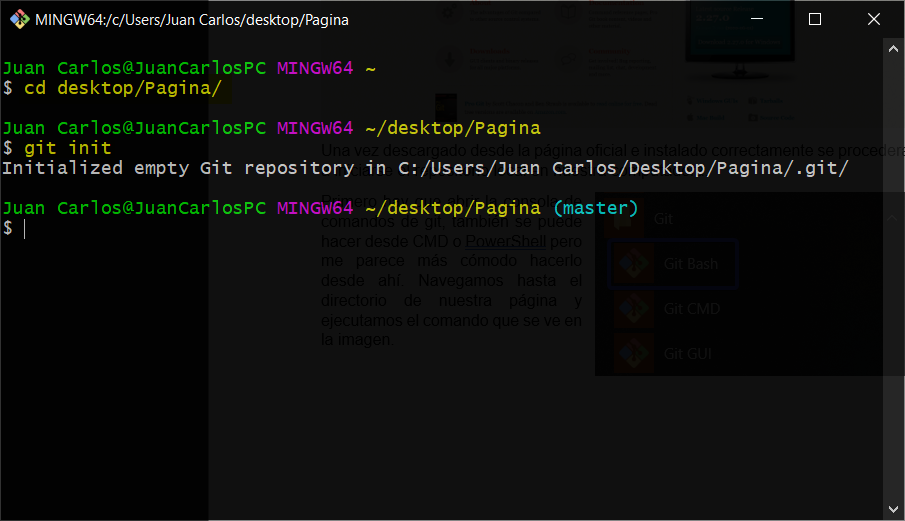 MINGW64:/c/Users/Juan Carlos/desktop/Pagina
Juan Carlos@JuanCarlosPC MINGW64 ~
$ cd desktop/Pagina/
Juan Carlos@JuanCarlosPC MINGW64 ~/desktop/Pagina
$ git init
Una vez descargado desde la página oficial e instalado correctamente se procederá
Initialized empty Git repository in C:/Users/Juan Carlos/Desktop/Pagina/.git/
Juan Carlos@JuanCarlosPC MINGW64 ~/desktop/Pagina (master)
$
comandos de git, también se puede
hacer desde CMD o PowerShell pero
me parece más cómodo hacerlo
desde ahí. Navegamos hasta el
directorio de nuestra página y
ejecutamos el comando que se ve en
la imagen.
Git
Git Bash
Git CMD
Git GUI